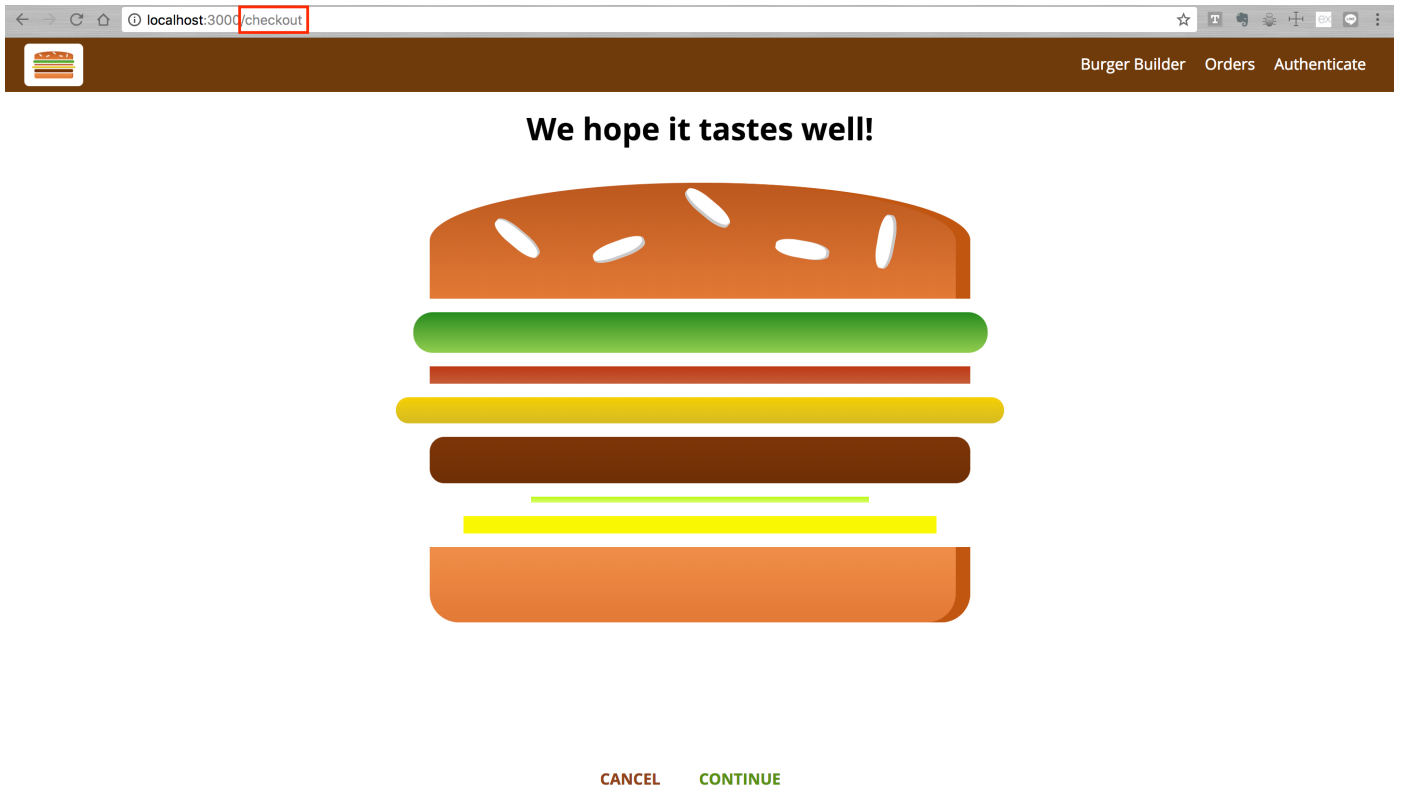 localhost:3000/checkout
Burger Builder Orders Authenticate
We hope it tastes well!
CANCEL CONTINUE